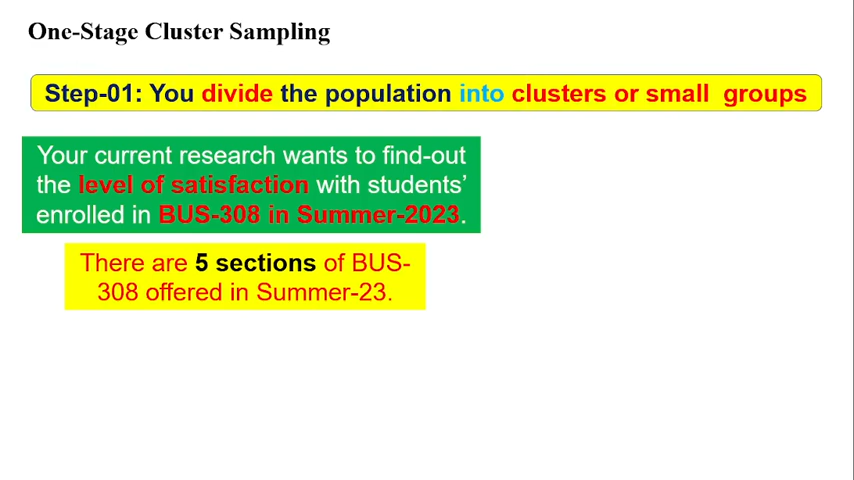 One-Stage Cluster Sampling
Step-01: You divide the population into clusters or small groups
Your current research wants to find-out
the level of satisfaction with students’
enrolled in BUS-308 in Summer-2023.
There are 5 sections of BUS-
308 offered in Summer-23.